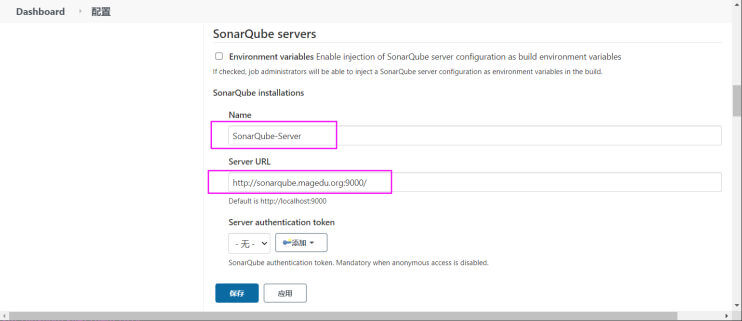 Dashboard › 配置
SonarQube servers
Environment variables Enable injection of SonarQube server configuration as build environment variables
If checked, job administrators will be able to inject a SonarQube server configuration as environment variables in the build.
SonarQube installations
Name
SonarQube-Server
Server URL
http://sonarqube.magedu.org:9000/
Default is http://localhost:9000
Server authentication token
- 无 -
添加
SonarQube authentication token. Mandatory when anonymous access is disabled.
保存 应用